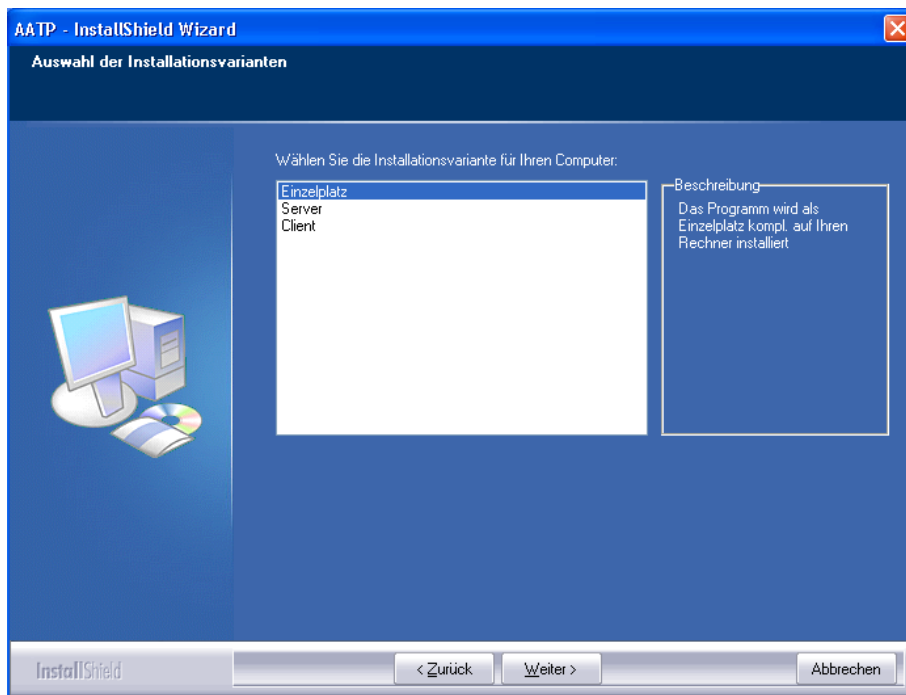 AATP - InstallShield Wizard
Auswahl der Installationsvarianten
Wählen Sie die Installationsvariante für Ihren Computer:
Einzelplatz
Server
Client
Beschreibung
Das Programm wird als
Einzelplatz kompl. auf Ihren
Rechner installiert
InstallShield
< Zurück
Weiter >
Abbrechen